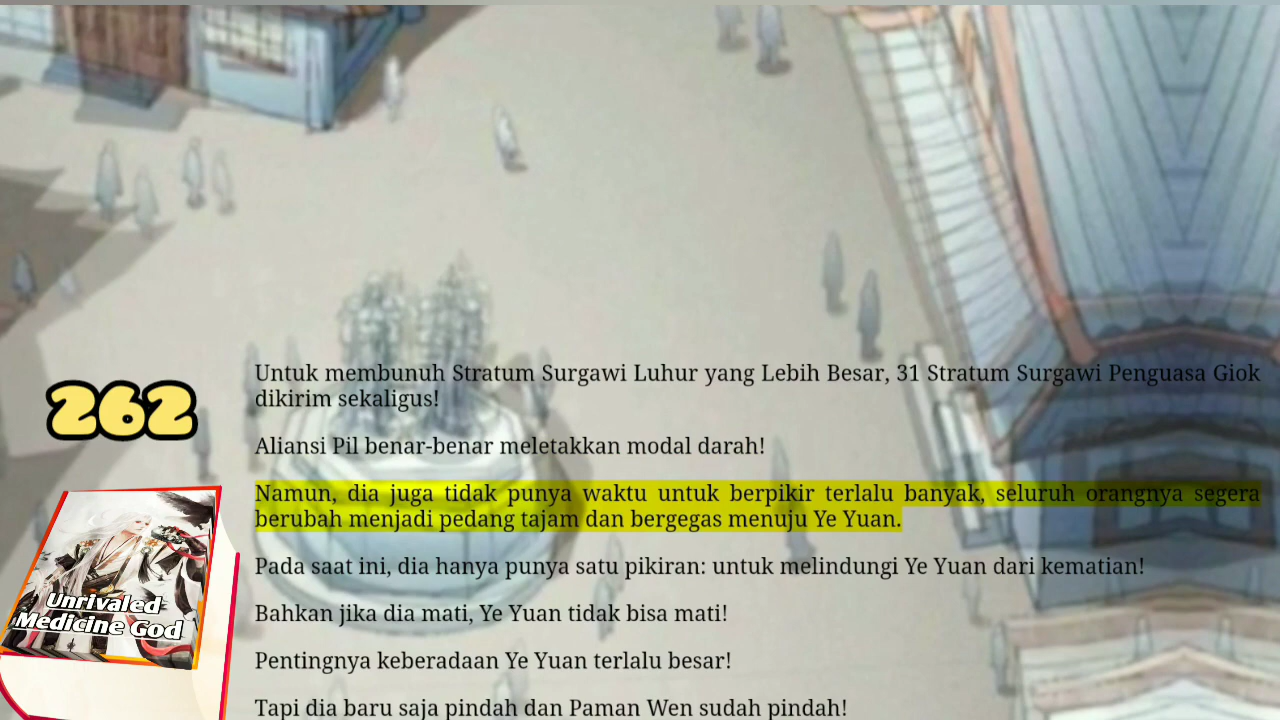 Untuk membunuh Stratum Surgawi Luhur yang Lebih Besar, 31 Stratum Surgawi Penguasa Giok
dikirim sekaligus!
Aliansi Pil benar-benar meletakkan modal darah!
Namun, dia juga tidak punya waktu untuk berpikir terlalu banyak, seluruh orangnya segera
berubah menjadi pedang tajam dan bergegas menuju Ye Yuan.
Pada saat ini, dia hanya punya satu pikiran: untuk melindungi Ye Yuan dari kematian!
Bahkan jika dia mati, Ye Yuan tidak bisa mati!
Pentingnya keberadaan Ye Yuan terlalu besar!
Tapi dia baru saja pindah dan Paman Wen sudah pindah!
262
Unrivaled
Medicine God